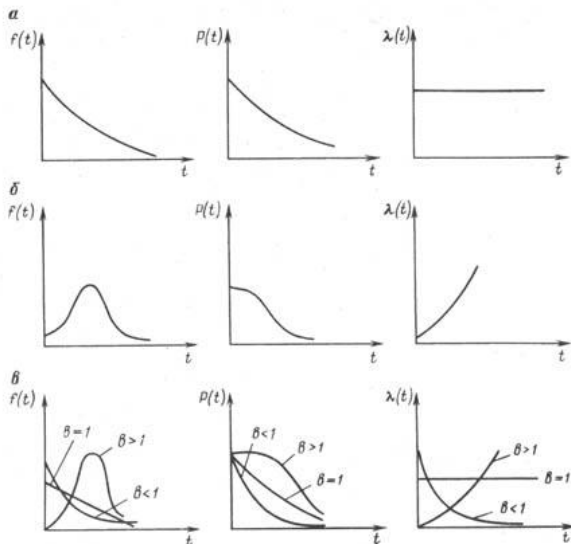 а
f(t) P(t) λ(t)
t t t
б
f(t) P(t) λ(t)
t t t
в
f(t) P(t) λ(t)
в=1 в>1 в<1 в>1 в>1
в<1 в=1 в<1 в=1
t t t